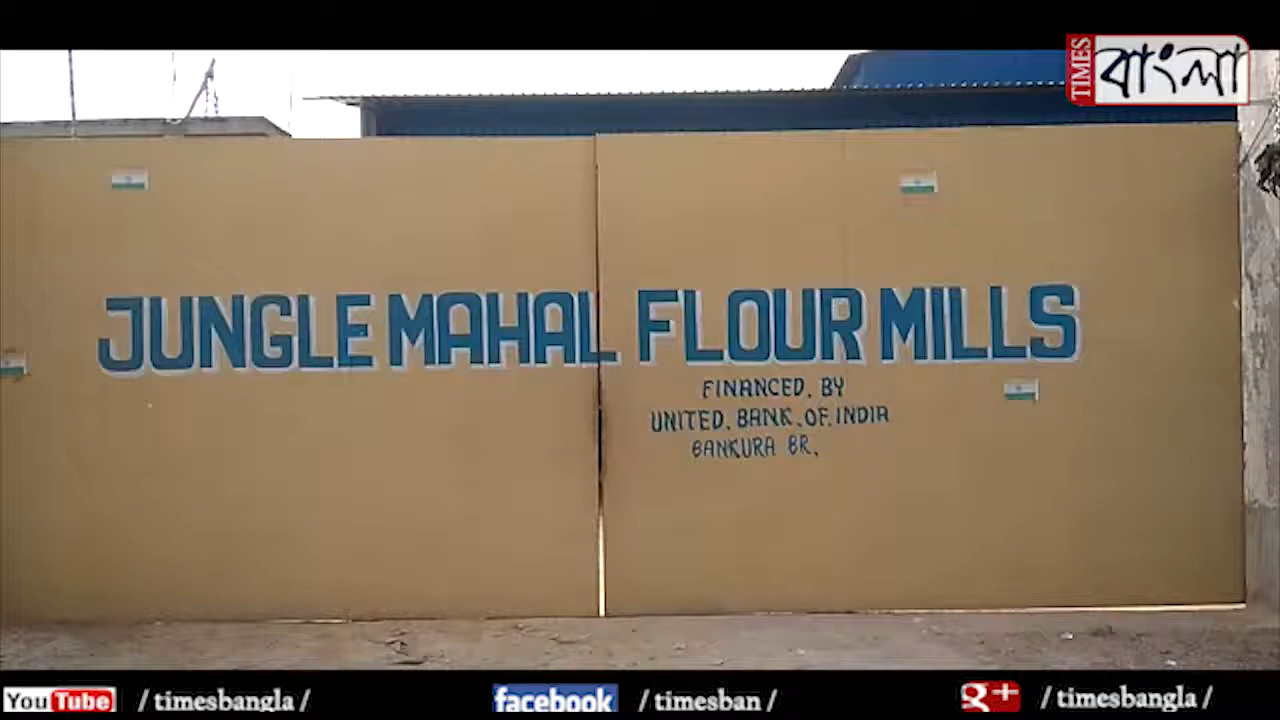 TIMES বাংলা
JUNGLE MAHAL FLOUR MILLS
FINANCED. BY
UNITED. BANK. OF. INDIA
BANKURA BR.
YouTube /timesbangla/ facebook /timesban/ g+ /timesbangla/